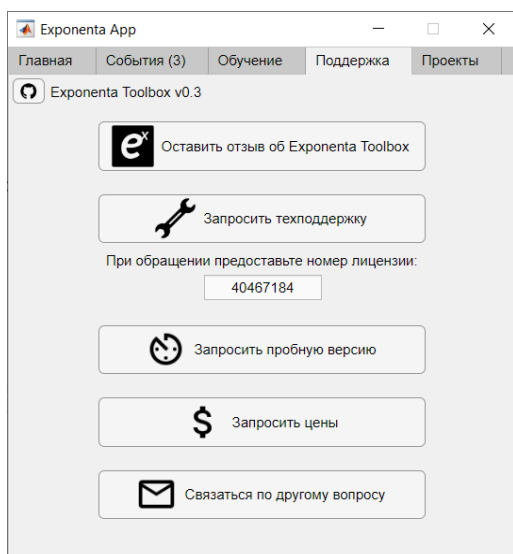 Exponenta App
Главная События (3) Обучение Поддержка Проекты
Exponenta Toolbox v0.3
ex Оставить отзыв об Exponenta Toolbox
Запросить техподдержку
При обращении предоставьте номер лицензии:
40467184
Запросить пробную версию
$ Запросить цены
Связаться по другому вопросу